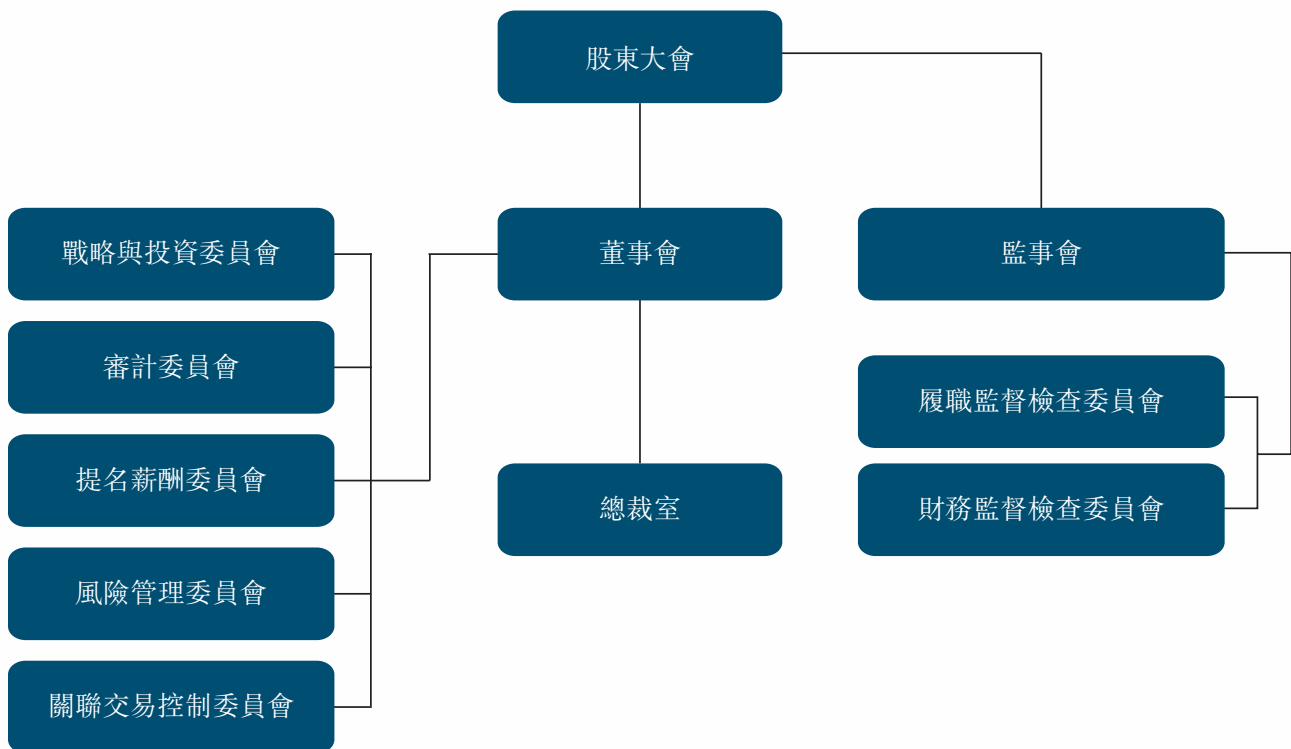 股東大會
戰略與投資委員會
董事會
監事會
審計委員會
履職監督檢查委員會
提名薪酬委員會
總裁室
財務監督檢查委員會
風險管理委員會
關聯交易控制委員會